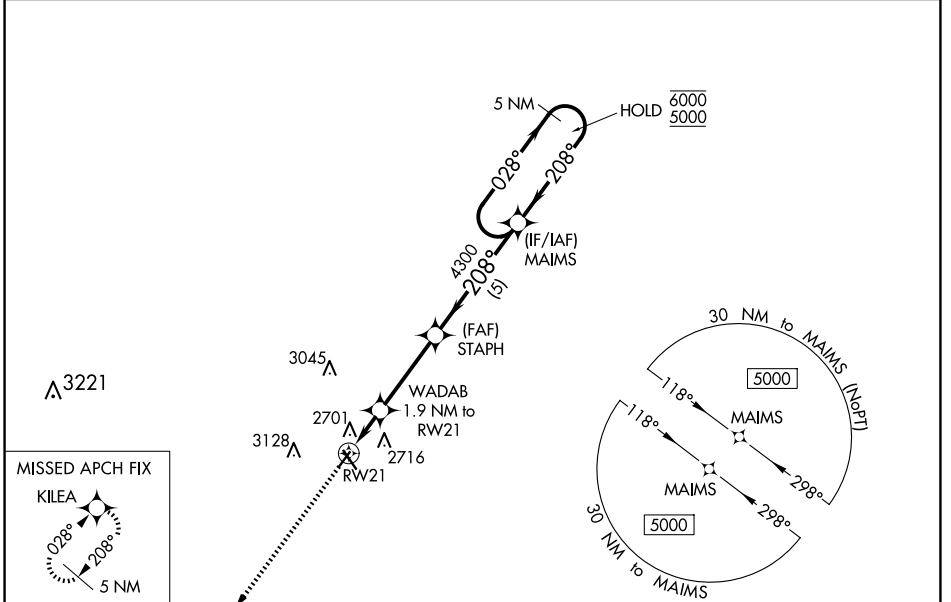 5 NM
HOLD 6000
5000
028°
208°
(IF/IAF)
MAIMS
4300
208°
(5)
(FAF)
STAPH
3045
3221
WADAB
1.9 NM to
RW21
2701
2716
3128
RW21
MISSED APCH FIX
KILEA
028°
208°
5 NM
30 NM to MAIMS (NoPT)
5000
118°
MAIMS
298°
118°
MAIMS
298°
5000
30 NM to MAIMS